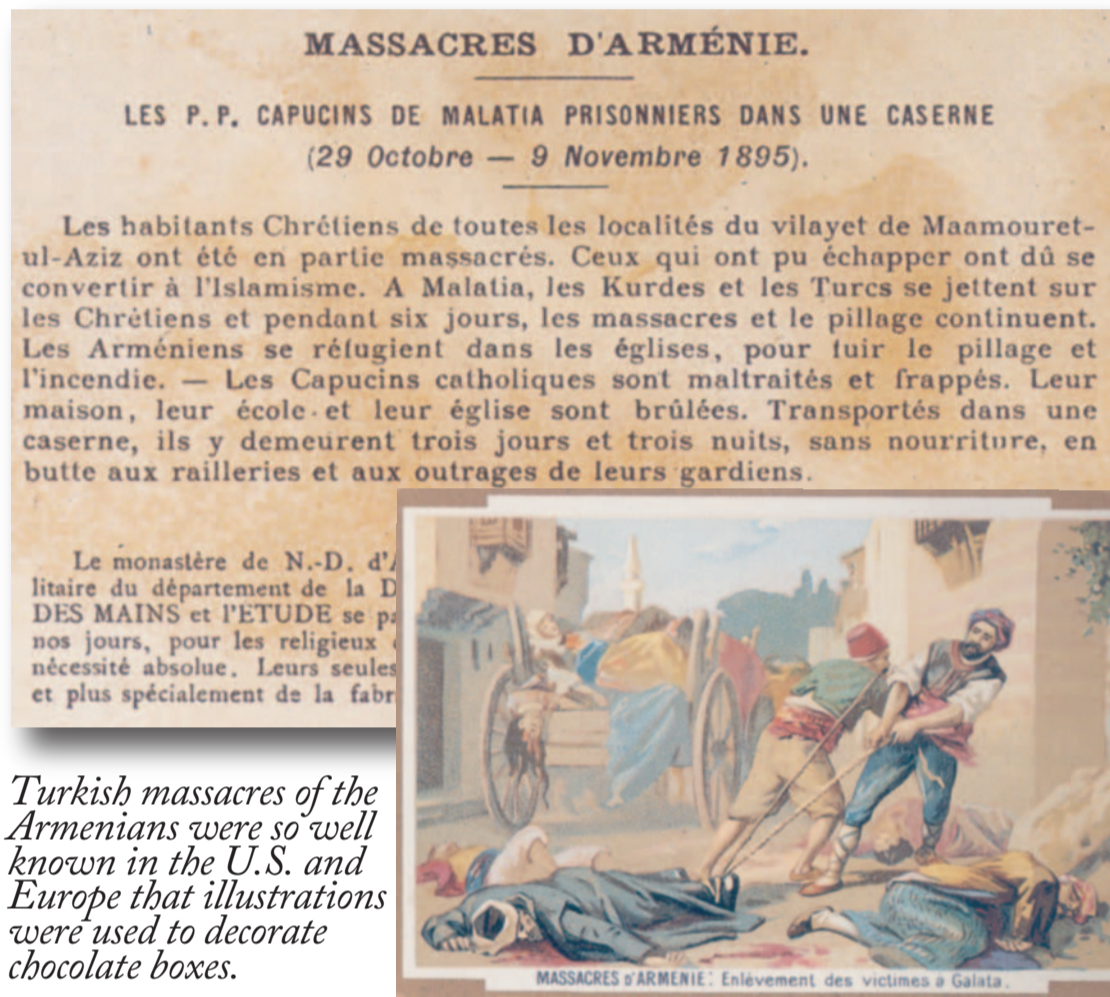 MASSACRES D'ARMÉNIE.
LES P. P. CAPUCINS DE MALATIA PRISONNIERS DANS UNE CASERNE
(29 Octobre — 9 Novembre 1895).
Les habitants Chrétiens de toutes les localités du vilayet de Maamouret-
ul-Aziz ont été en partie massacrés. Ceux qui ont pu échapper ont dû se
convertir à l'Islamisme. A Malatia, les Kurdes et les Turcs se jettent sur
les Chrétiens et pendant six jours, les massacres et le pillage continuent.
Les Arméniens se réfugient dans les églises, pour fuir le pillage et
l'incendie. — Les Capucins catholiques sont maltraités et frappés. Leur
maison, leur école et leur église sont brûlées. Transportés dans une
caserne, ils y demeurent trois jours et trois nuits, sans nourriture, en
butte aux railleries et aux outrages de leurs gardiens.
Le monastère de N.-D. d'A
litaire du département de la D
DES MAINS et l'ETUDE se pa
nos jours, pour les religieux
nécessité absolue. Leurs seules
et plus spécialement de la fabr
Turkish massacres of the
Armenians were so well
known in the U.S. and
Europe that illustrations
were used to decorate
chocolate boxes.
MASSACRES D'ARMENIE: Enlèvement des victimes à Galata.